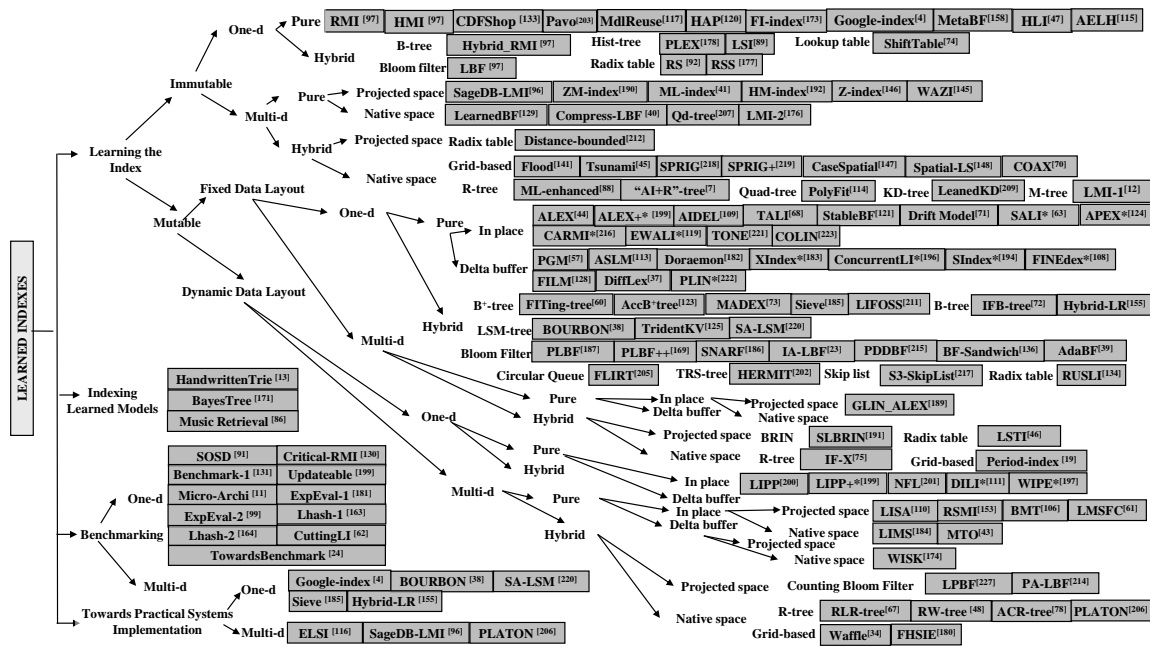 One-d Pure RMI [97] HMI [97] CDFShop [133] Pavo[203] MdlReuse[117] HAP[120] FI-index[173] Google-index[4] MetaBF[158] HLI[47] AELH[115]
B-tree Hybrid_RMI [97] Hist-tree PLEX [178] LSI[89] Lookup table ShiftTable[74]
Hybrid
Bloom filter LBF [97] Radix table RS [92] RSS [177]
Immutable
Pure Projected space SageDB-LMI[96] ZM-index[190] ML-index[41] HM-index[192] Z-index[146] WAZI[145]
Multi-d Native space LearnedBF[129] Compress-LBF [40] Qd-tree[207] LMI-2[176]
Hybrid Projected space Radix table Distance-bounded[212]
Learning the
Index
Grid-based Flood[141] Tsunami[45] SPRIG[218] SPRIG+[219] CaseSpatial[147] Spatial-LS[148] COAX[70]
Native space
R-tree ML-enhanced[88] “AI+R”-tree[7] Quad-tree PolyFit[114] KD-tree LeanedKD[209] M-tree LMI-1[12]
Fixed Data Layout
Mutable
One-d Pure In place ALEX[44] ALEX+* [199] AIDEL[109] TALI[68] StableBF[121] Drift Model[71] SALI* [63] APEX*[124]
CARMI*[216] EWALI*[119] TONE[221] COLIN[223]
Delta buffer PGM[57] ASLM[113] Doraemon[182] XIndex*[183] ConcurrentLI*[196] SIndex*[194] FINEdex*[108]
FILM[128] DiffLex[37] PLIN*[222]
Dynamic Data Layout
B+-tree FITing-tree[60] AccB+tree[123] MADEX[73] Sieve[185] LIFOSS[211] B-tree IFB-tree[72] Hybrid-LR[155]
Hybrid LSM-tree BOURBON[38] TridentKV[125] SA-LSM[220]
Multi-d
Bloom Filter PLBF[187] PLBF++[169] SNARF[186] IA-LBF[23] PDDBF[215] BF-Sandwich[136] AdaBF[39]
Circular Queue FLIRT[205] TRS-tree HERMIT[202] Skip list S3-SkipList[217] Radix table RUSLI[134]
LEARNED INDEXES
Indexing
Learned Models
HandwrittenTrie [13]
BayesTree [171]
Music Retrieval [86]
Pure In place Projected space GLIN_ALEX[189]
Delta buffer Native space
One-d Hybrid
Projected space BRIN SLBRIN[191] Radix table LSTI[46]
Native space R-tree IF-X[75] Grid-based Period-index [19]
Pure
Hybrid
In place LIPP[200] LIPP+*[199] NFL[201] DILI*[111] WIPE*[197]
Delta buffer
Multi-d Pure In place Projected space LISA[110] RSMI[153] BMT[106] LMSFC[61]
Delta buffer Native space LIMS[184] MTO[43]
Hybrid Projected space
Native space WISK[174]
Projected space Counting Bloom Filter LPBF[227] PA-LBF[214]
Native space R-tree RLR-tree[67] RW-tree[48] ACR-tree[78] PLATON[206]
Grid-based Waffle[34] FHSIE[180]
Benchmarking
One-d
SOSD [91] Critical-RMI [130]
Benchmark-1 [131] Updateable [199]
Micro-Archi [11] ExpEval-1 [181]
ExpEval-2 [99] Lhash-1 [163]
Lhash-2 [164] CuttingLI [62]
TowardsBenchmark [24]
Multi-d
Towards Practical Systems
Implementation
One-d Google-index [4] BOURBON [38] SA-LSM [220]
Sieve [185] Hybrid-LR [155]
Multi-d ELSI [116] SageDB-LMI [96] PLATON [206]